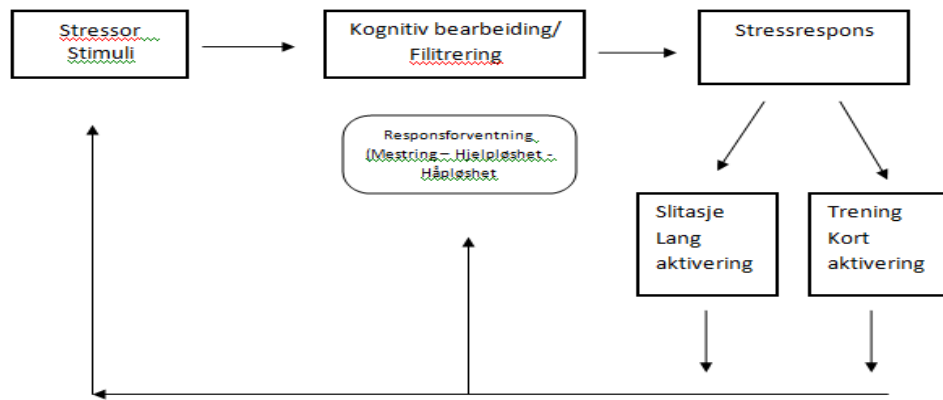 Stressor
Stimuli
Kognitiv bearbeiding/
Filitrering
Stressrespons
Responsforventning
(Mestring – Hjelpløshet -
Håpløshet
Slitasje
Lang
aktivering
Trening
Kort
aktivering